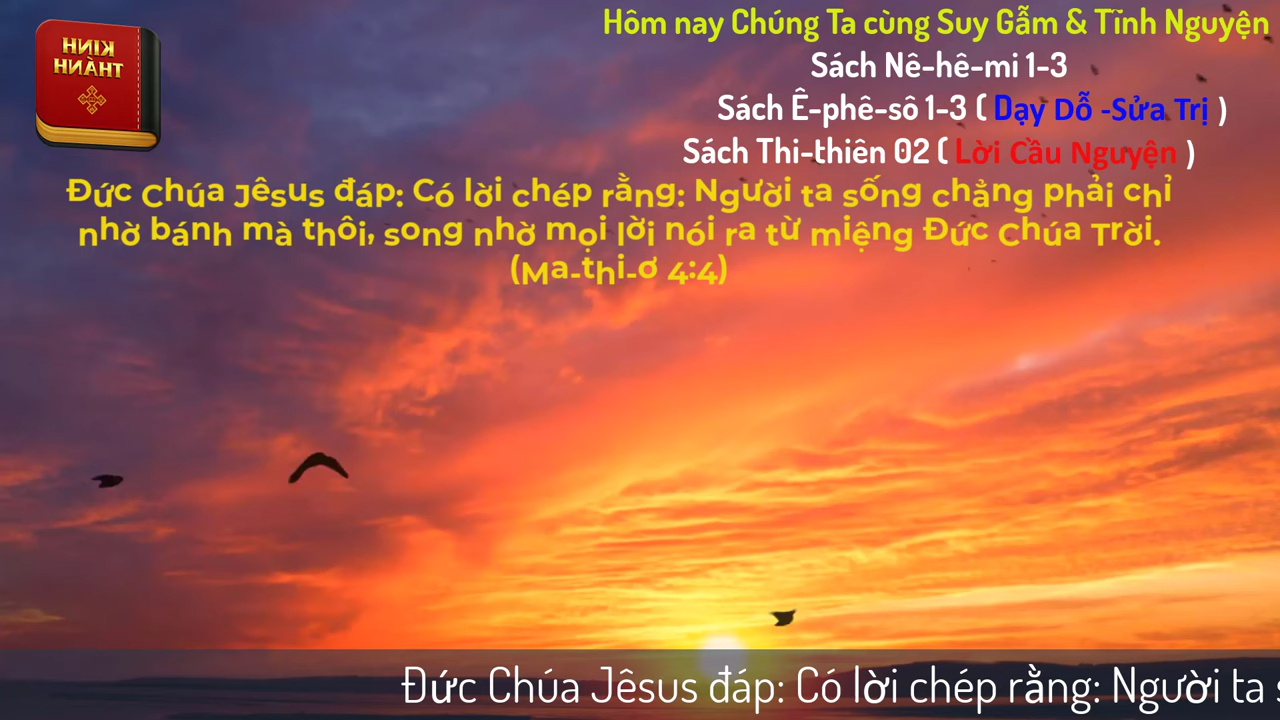 KINH
THÀNH
Hôm nay Chúng Ta cùng Suy Gẫm & Tĩnh Nguyện
Sách Nê-hê-mi 1-3
Sách Ê-phê-sô 1-3 ( Dạy Dỗ -Sửa Trị )
Sách Thi-thiên 02 ( Lời Cầu Nguyện )
Đức Chúa Jêsus đáp: Có lời chép rằng: Người ta sống chẳng phải chỉ
nhờ bánh mà thôi, song nhờ mọi lời nói ra từ miệng Đức Chúa Trời.
(Ma-thi-ơ 4:4)
Đức Chúa Jêsus đáp: Có lời chép rằng: Người ta